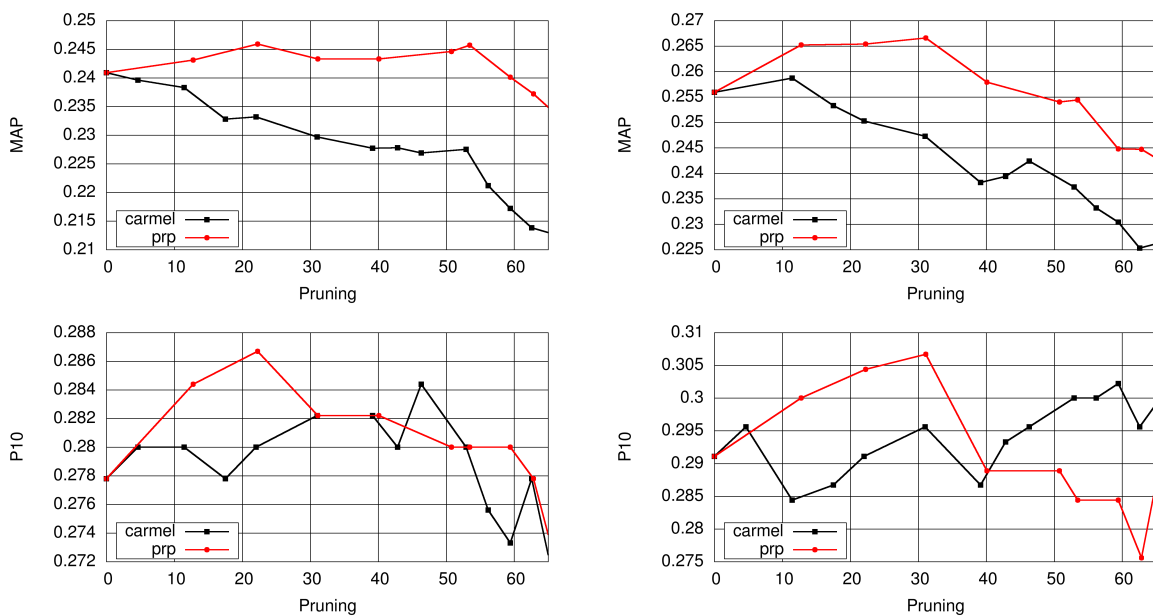 0.25
0.245
0.24
0.235
0.23
0.225
0.22
0.215
0.21
MAP
carmel
prp
0 10 20 30 40 50 60
Pruning
0.27
0.265
0.26
0.255
0.25
0.245
0.24
0.235
0.23
0.225
MAP
carmel
prp
0 10 20 30 40 50 60
Pruning
0.288
0.286
0.284
0.282
0.28
0.278
0.276
0.274
0.272
P10
carmel
prp
0 10 20 30 40 50 60
Pruning
0.31
0.305
0.3
0.295
0.29
0.285
0.28
0.275
P10
carmel
prp
0 10 20 30 40 50 60
Pruning